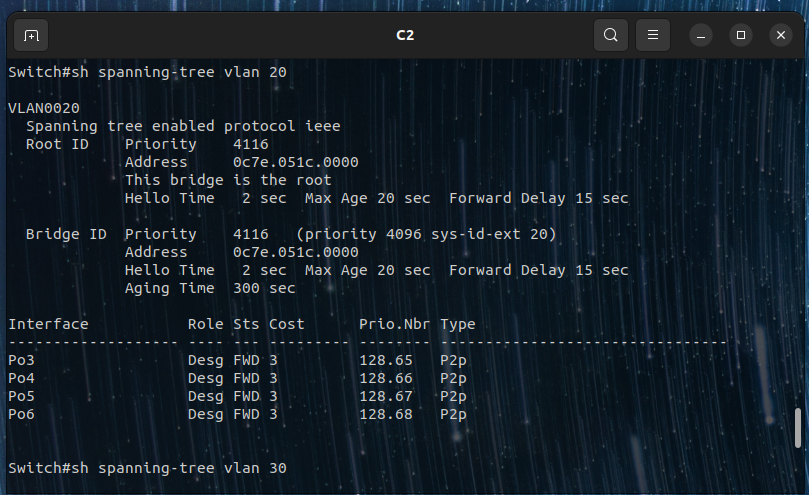 C2
Switch#sh spanning-tree vlan 20
VLAN0020
  Spanning tree enabled protocol ieee
  Root ID    Priority    4116
             Address     0c7e.051c.0000
             This bridge is the root
             Hello Time   2 sec  Max Age 20 sec  Forward Delay 15 sec
  Bridge ID  Priority    4116   (priority 4096 sys-id-ext 20)
             Address     0c7e.051c.0000
             Hello Time   2 sec  Max Age 20 sec  Forward Delay 15 sec
             Aging Time  300 sec
Interface           Role Sts Cost      Prio.Nbr Type
------------------- ---- --- --------- -------- --------------------------------
Po3                 Desg FWD 3         128.65   P2p
Po4                 Desg FWD 3         128.66   P2p
Po5                 Desg FWD 3         128.67   P2p
Po6                 Desg FWD 3         128.68   P2p
Switch#sh spanning-tree vlan 30